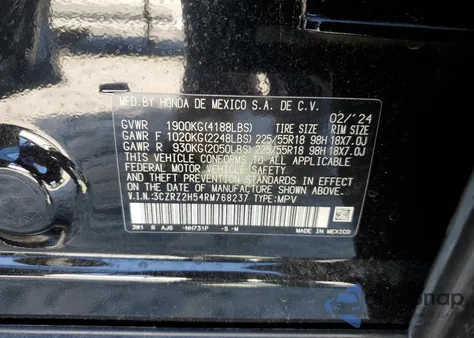 MFD. BY HONDA DE MEXICO S.A. DE C.V. 02/'24
GVWR 1900KG(4188LBS) TIRE SIZE RIM SIZE
GAWR F 1020KG(2248LBS) 225/55R18 98H 18X7.0J
GAWR R 930KG(2050LBS) 225/55R18 98H 18X7.0J
THIS VEHICLE CONFORMS TO ALL APPLICABLE
FEDERAL MOTOR VEHICLE SAFETY
STANDARDS IN EFFECT ON THE DATE OF
MANUFACTURE SHOWN ABOVE.
V.I.N.:3CZRZ2H54RM768237 TYPE:MPV
3W1 R AJG -NH731P -S-M
MADE IN MEXICO